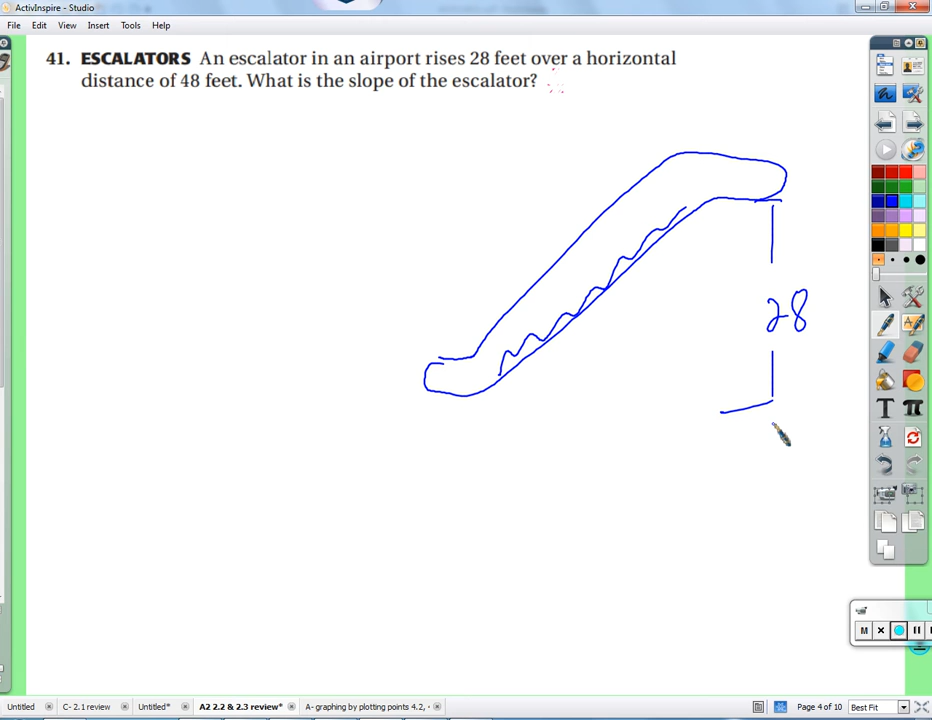 ActivInspire - Studio
File Edit View Insert Tools Help
41. ESCALATORS An escalator in an airport rises 28 feet over a horizontal
distance of 48 feet. What is the slope of the escalator?
28
T π
M
Untitled C- 2.1 review Untitled* A2 2.2 & 2.3 review* A- graphing by plotting points 4.2, Page 4 of 10 Best Fit